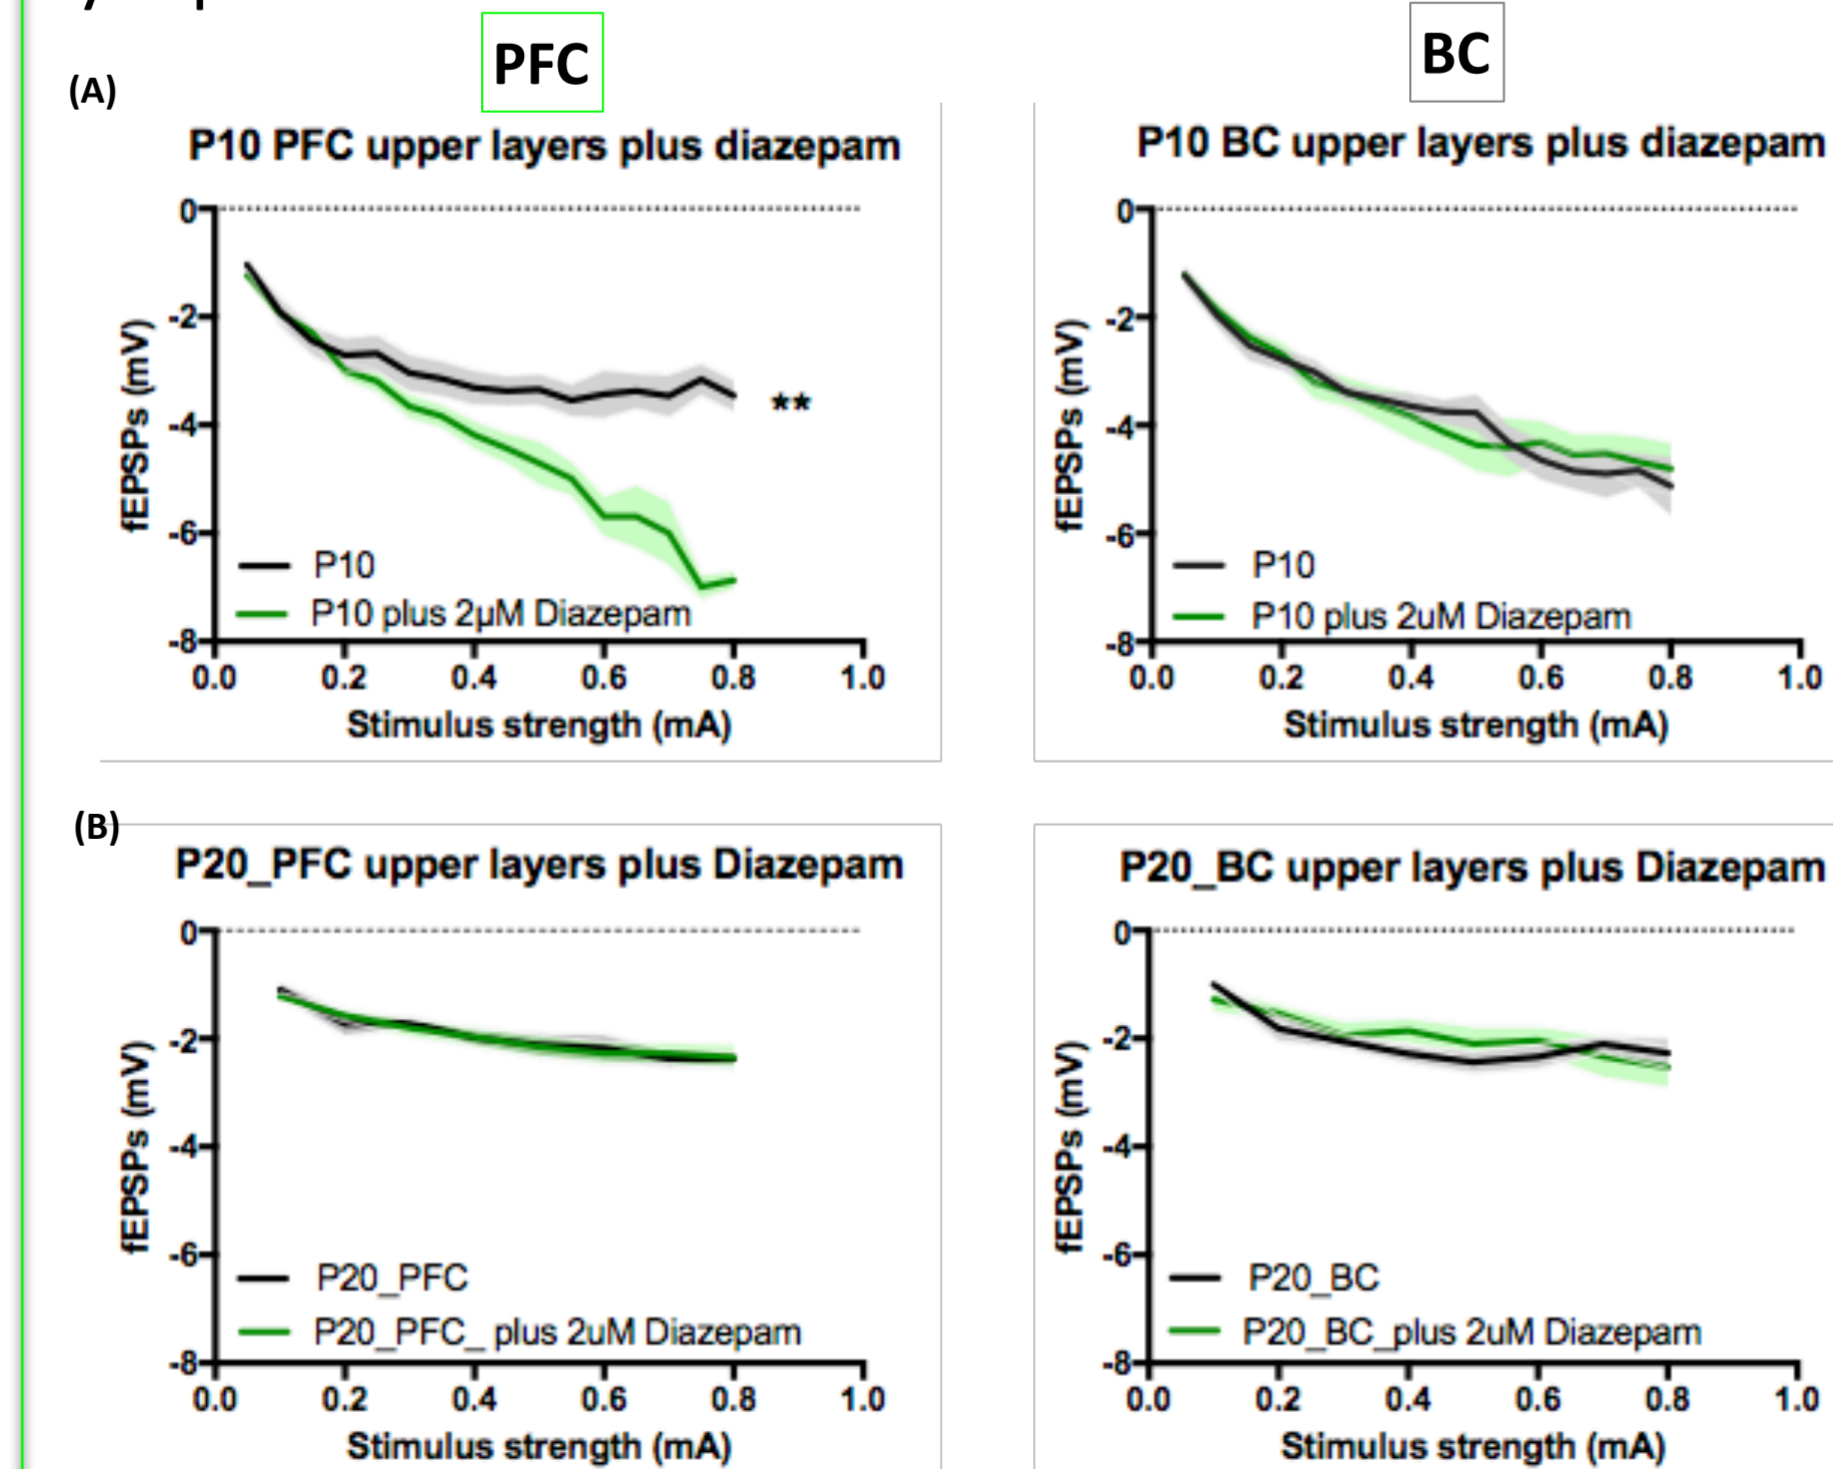 PFC
BC
(A)
P10 PFC upper layers plus diazepam
0
-2
-4
-6
-8
fEPSPs (mV)
**
P10
P10 plus 2µM Diazepam
0.0 0.2 0.4 0.6 0.8 1.0
Stimulus strength (mA)
P10 BC upper layers plus diazepam
0
-2
-4
-6
-8
fEPSPs (mV)
P10
P10 plus 2uM Diazepam
0.0 0.2 0.4 0.6 0.8 1.0
Stimulus strength (mA)
(B)
P20_PFC upper layers plus Diazepam
0
-2
-4
-6
-8
fEPSPs (mV)
P20_PFC
P20_PFC_ plus 2uM Diazepam
0.0 0.2 0.4 0.6 0.8 1.0
Stimulus strength (mA)
P20_BC upper layers plus Diazepam
0
-2
-4
-6
-8
fEPSPs (mV)
P20_BC
P20_BC_plus 2uM Diazepam
0.0 0.2 0.4 0.6 0.8 1.0
Stimulus strength (mA)